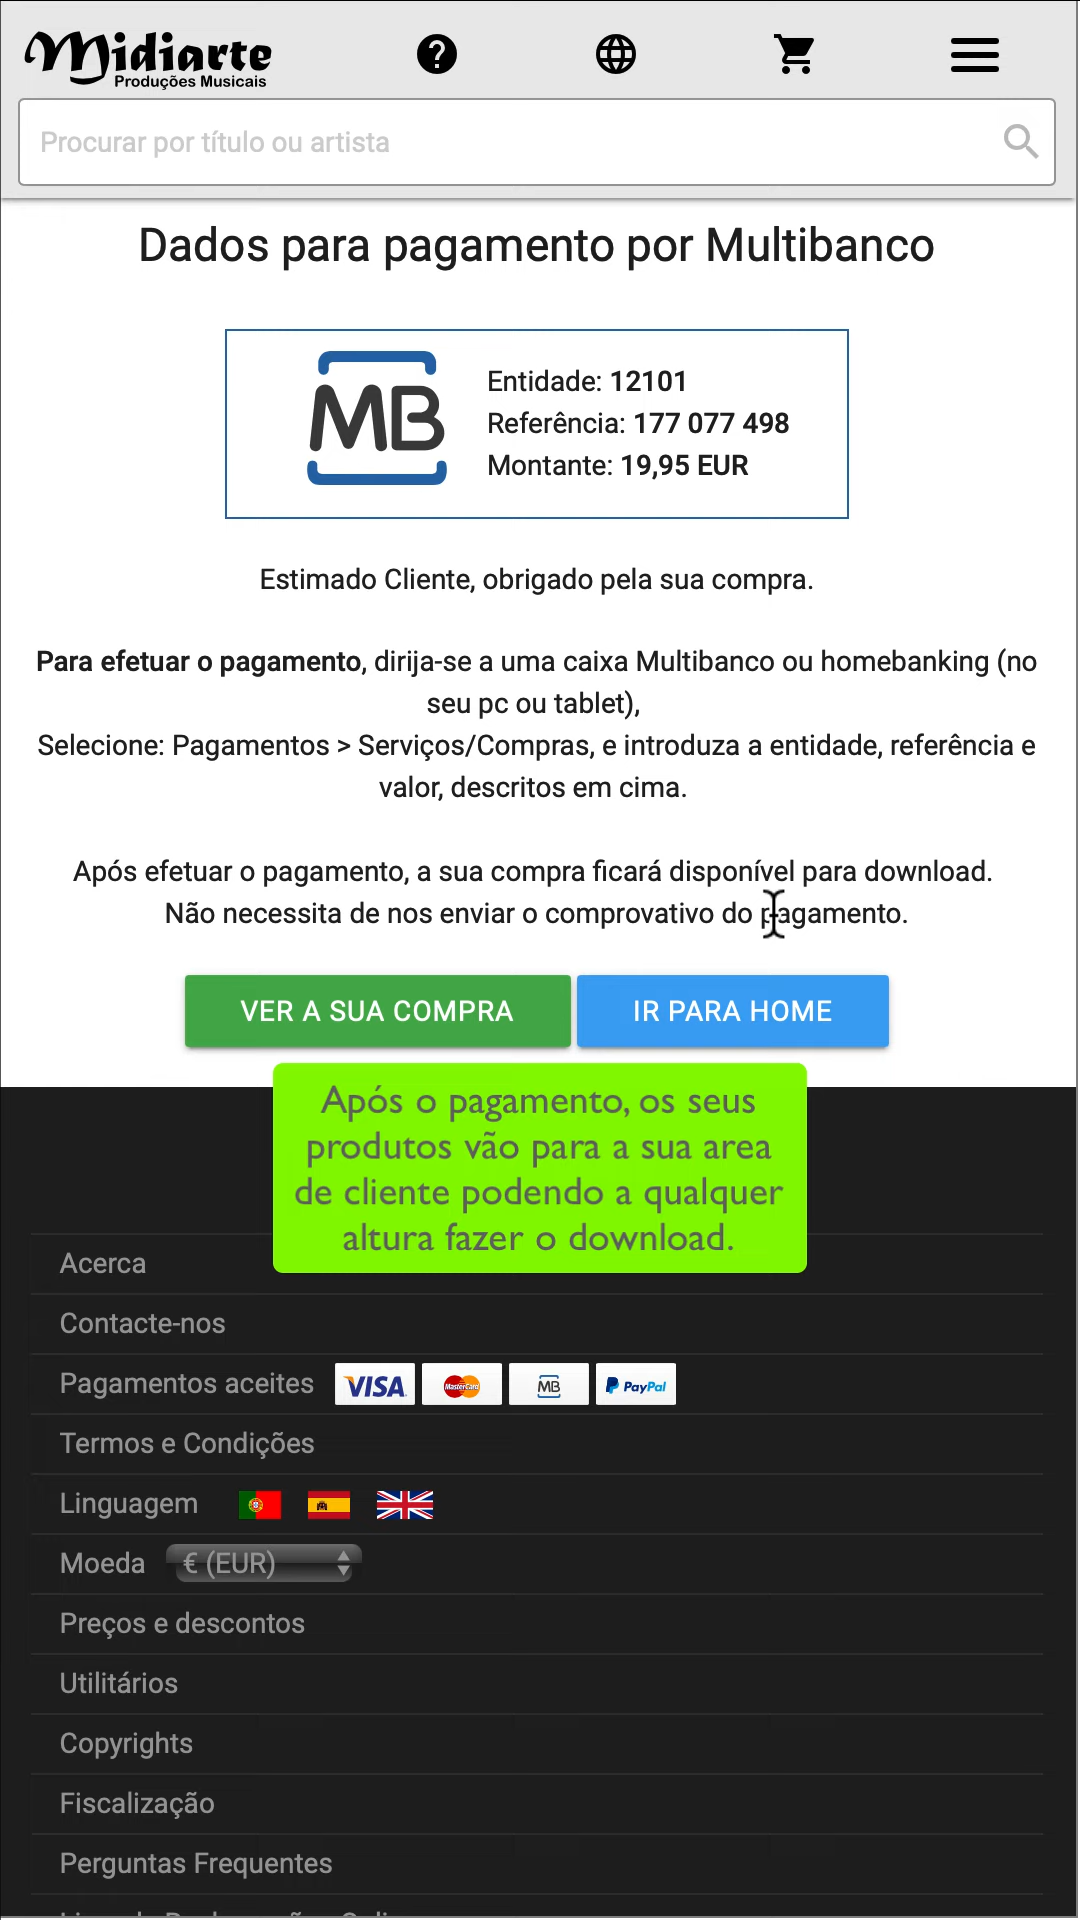 Midiarte
Produções Musicais
Procurar por título ou artista
Dados para pagamento por Multibanco
MB
Entidade: 12101
Referência: 177 077 498
Montante: 19,95 EUR
Estimado Cliente, obrigado pela sua compra.
Para efetuar o pagamento, dirija-se a uma caixa Multibanco ou homebanking (no
seu pc ou tablet),
Selecione: Pagamentos > Serviços/Compras, e introduza a entidade, referência e
valor, descritos em cima.
Após efetuar o pagamento, a sua compra ficará disponível para download.
Não necessita de nos enviar o comprovativo do pagamento.
VER A SUA COMPRA
IR PARA HOME
Após o pagamento, os seus
produtos vão para a sua area
de cliente podendo a qualquer
altura fazer o download.
Acerca
Contacte-nos
Pagamentos aceites VISA MasterCard MB PayPal
Termos e Condições
Linguagem
Moeda € (EUR)
Preços e descontos
Utilitários
Copyrights
Fiscalização
Perguntas Frequentes